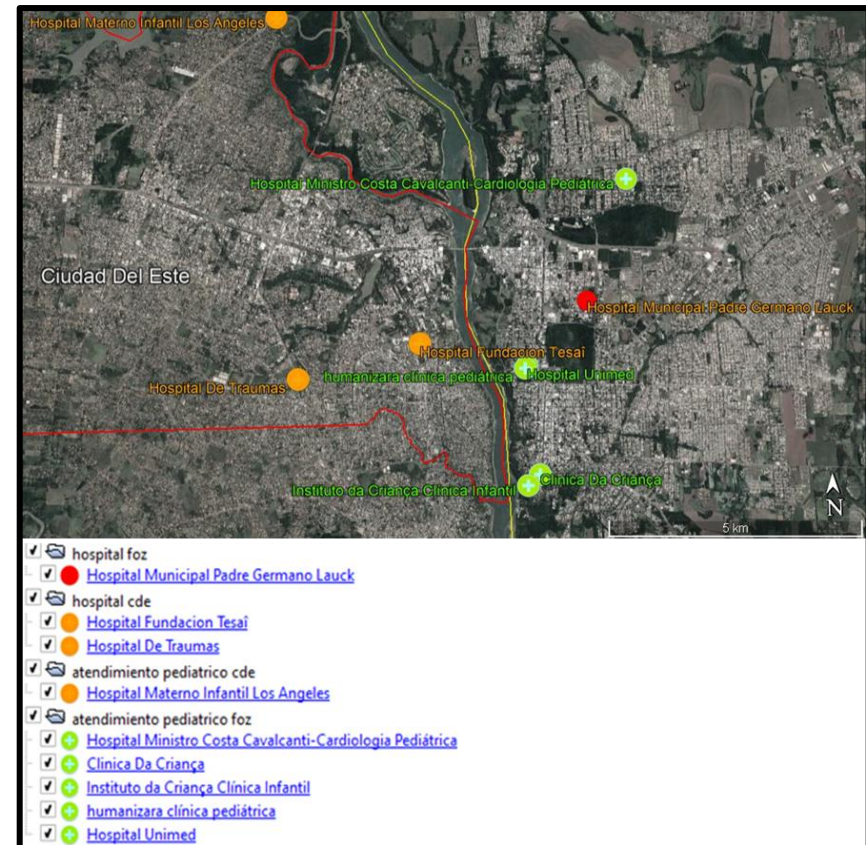 Hospital Materno Infantil Los Angeles
Hospital Ministro Costa Cavalcanti-Cardiologia Pediátrica
Ciudad Del Este
Hospital Municipal Padre Germano Lauck
Hospital Fundacion Tesaî
humanizara clínica pediátrica
Hospital Unimed
Hospital De Traumas
Clinica Da Criança
Instituto da Criança Clínica Infantil
N
5 km
hospital foz
Hospital Municipal Padre Germano Lauck
hospital cde
Hospital Fundacion Tesaî
Hospital De Traumas
atendimiento pediatrico cde
Hospital Materno Infantil Los Angeles
atendimiento pediatrico foz
Hospital Ministro Costa Cavalcanti-Cardiologia Pediátrica
Clinica Da Criança
Instituto da Criança Clínica Infantil
humanizara clínica pediátrica
Hospital Unimed